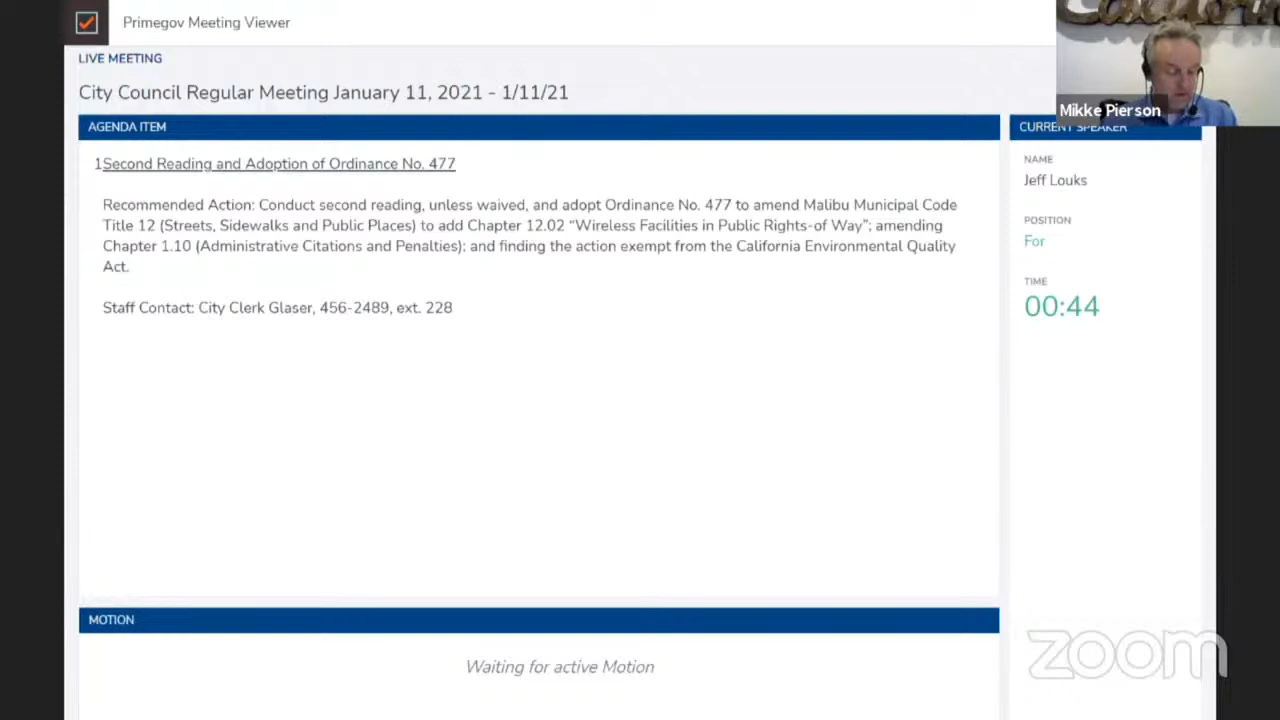 Primegov Meeting Viewer
LIVE MEETING
City Council Regular Meeting January 11, 2021 - 1/11/21
Mikke Pierson
AGENDA ITEM
CURRENT SPEAKER
1Second Reading and Adoption of Ordinance No. 477
Recommended Action: Conduct second reading, unless waived, and adopt Ordinance No. 477 to amend Malibu Municipal Code
Title 12 (Streets, Sidewalks and Public Places) to add Chapter 12.02 “Wireless Facilities in Public Rights-of Way”; amending
Chapter 1.10 (Administrative Citations and Penalties); and finding the action exempt from the California Environmental Quality
Act.
Staff Contact: City Clerk Glaser, 456-2489, ext. 228
NAME
Jeff Louks
POSITION
For
TIME
00:44
MOTION
Waiting for active Motion
zoom